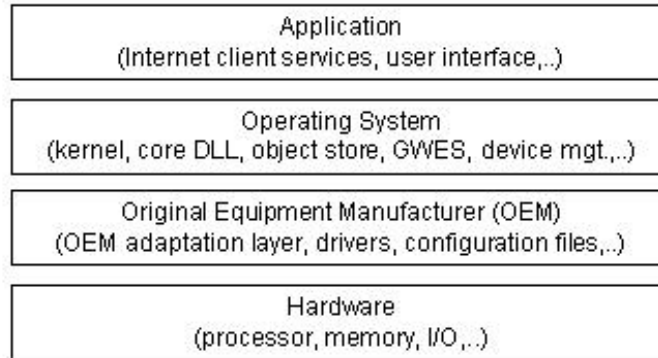 Application
(Internet client services, user interface,..)
Operating System
(kernel, core DLL, object store, GWES, device mgt.,..)
Original Equipment Manufacturer (OEM)
(OEM adaptation layer, drivers, configuration files,..)
Hardware
(processor, memory, I/O,..)